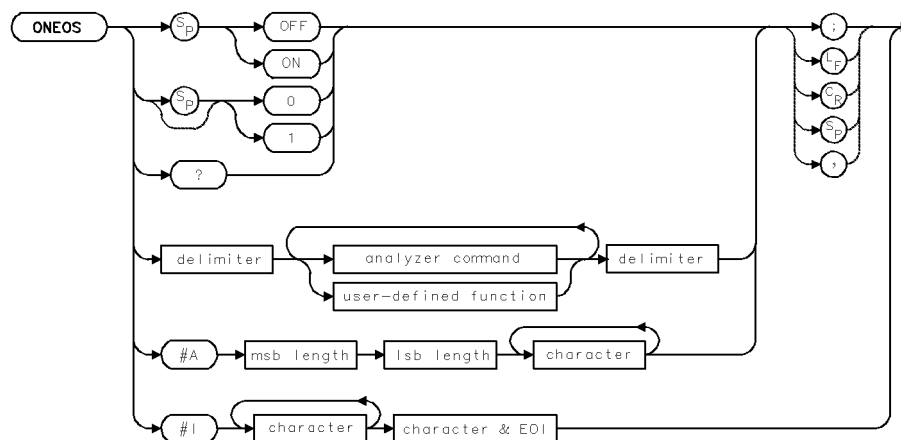 ONEOS
SP
OFF
ON
SP
0
1
?
;
LF
CR
SP
,
delimiter
analyzer command
user-defined function
delimiter
#A
msb length
lsb length
character
#I
character
character & EOI